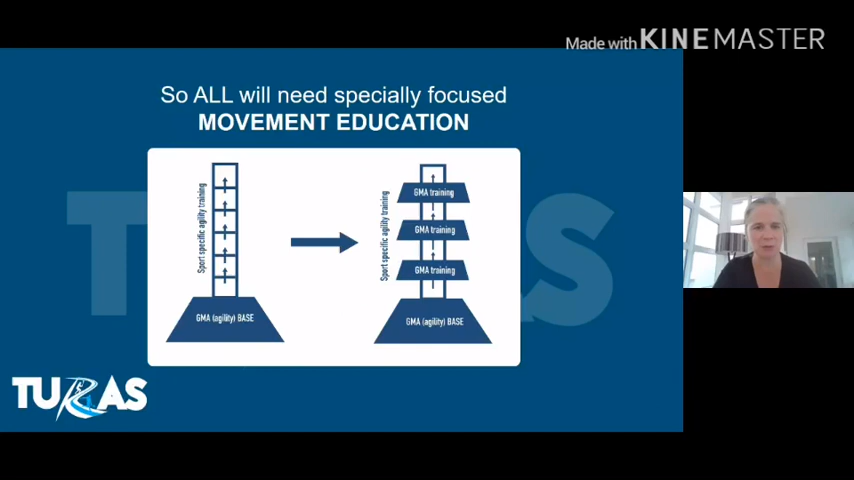 Made with KINEMASTER
So ALL will need specially focused
MOVEMENT EDUCATION
Sport specific agility training
GMA (agility) BASE
Sport specific agility training
GMA training
GMA training
GMA training
GMA (agility) BASE
TURAS